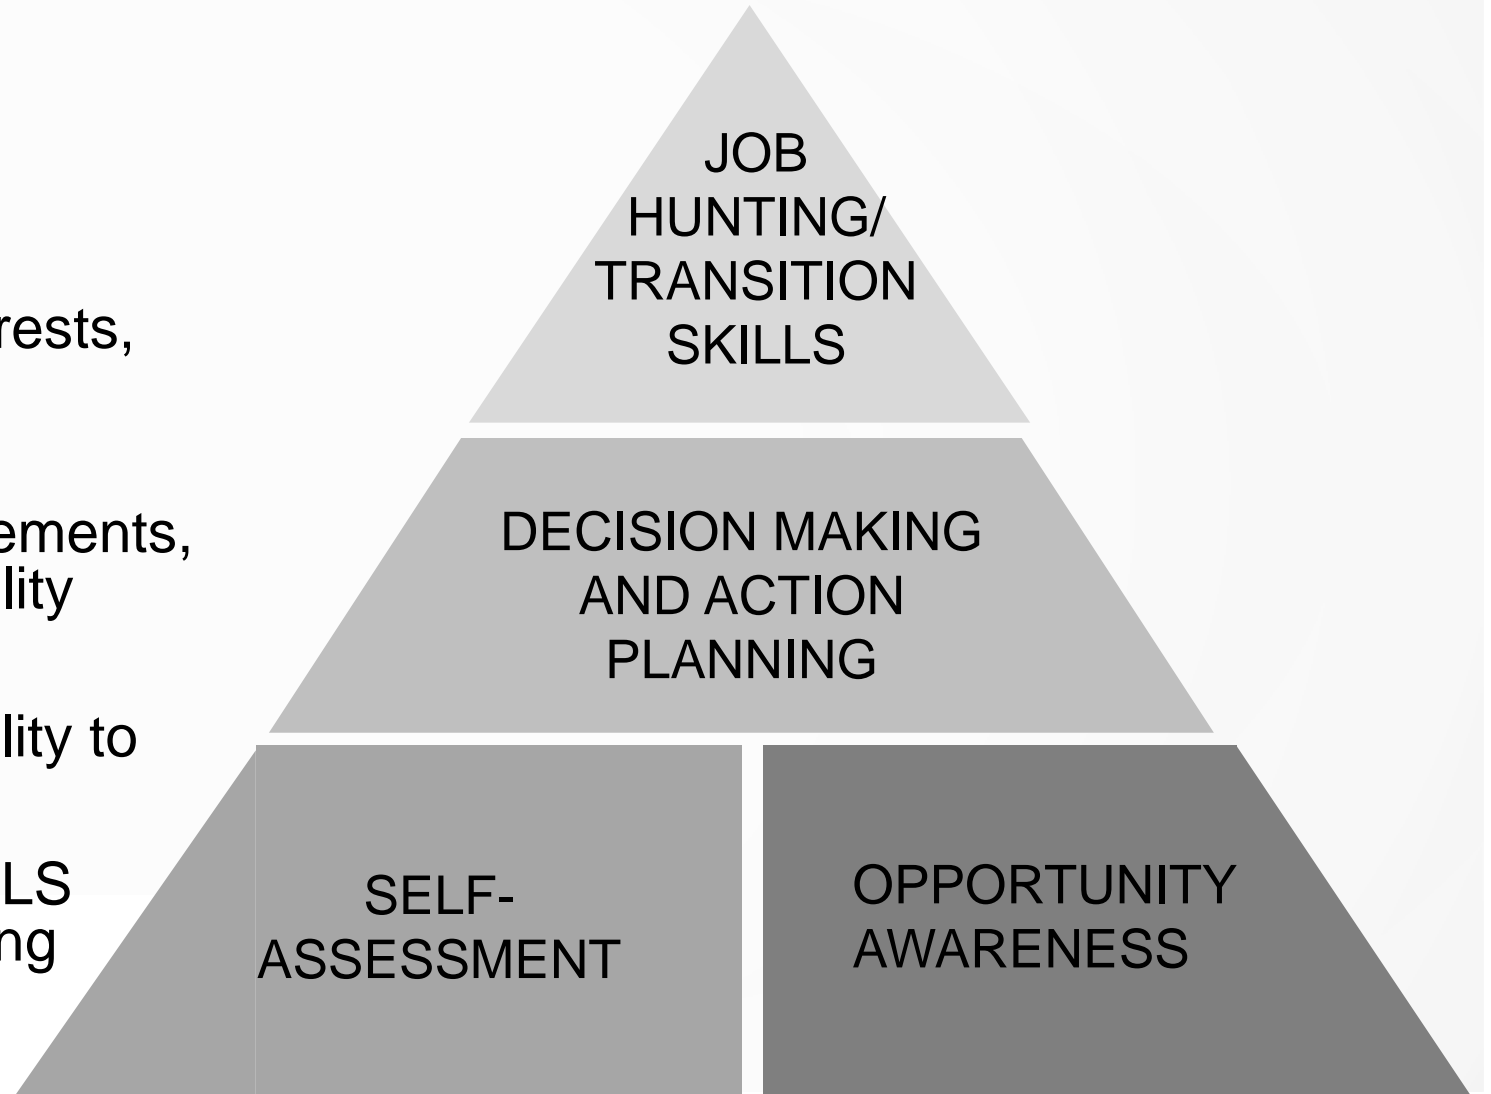 rests,
ements,
lity
lity to
LS
ng
JOB
HUNTING/
TRANSITION
SKILLS
DECISION MAKING
AND ACTION
PLANNING
SELF-
ASSESSMENT
OPPORTUNITY
AWARENESS